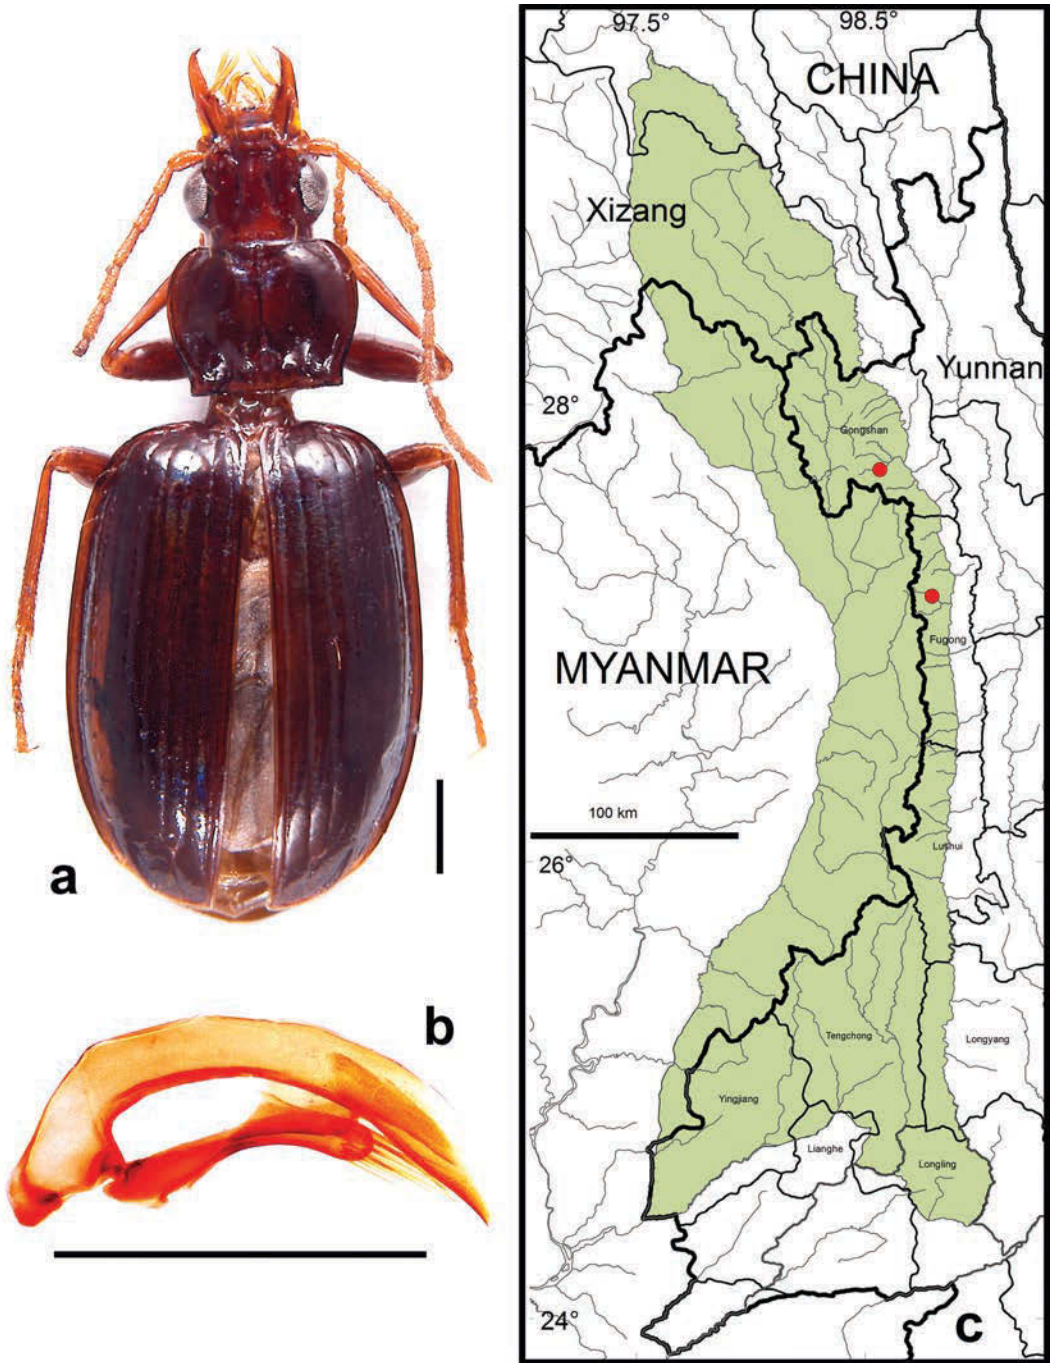 97.5°
98.5°
CHINA
Xizang
Yunnan
28°
Gongshan
Fugong
MYANMAR
100 km
Lushui
26°
a
b
Tengchong
Longyang
Yingjiang
Lianghe
Longling
24°
c